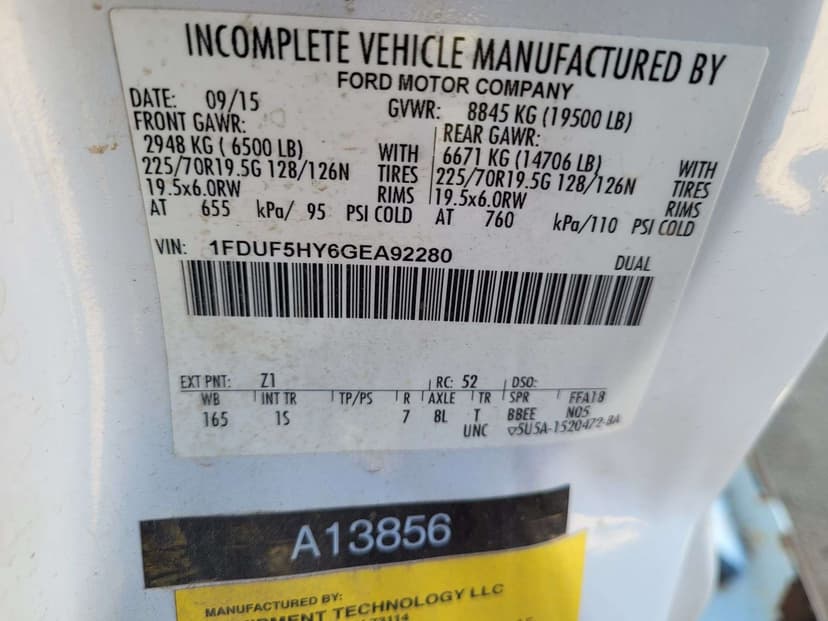 INCOMPLETE VEHICLE MANUFACTURED BY
FORD MOTOR COMPANY
DATE: 09/15 GVWR: 8845 KG (19500 LB)
FRONT GAWR: REAR GAWR:
2948 KG ( 6500 LB) WITH 6671 KG (14706 LB) WITH
225/70R19.5G 128/126N TIRES 225/70R19.5G 128/126N TIRES
19.5x6.0RW RIMS 19.5x6.0RW RIMS
AT 655 kPa/ 95 PSI COLD AT 760 kPa/110 PSI COLD
VIN: 1FDUF5HY6GEA92280 DUAL
EXT PNT: Z1 RC: 52 DSO:
WB INT TR TP/PS R AXLE TR SPR FFA18
165 1S 7 8L T BBEE N05
UNC ▽5U5A-1520472-BA
A13856
MANUFACTURED BY:
TECHNOLOGY LLC